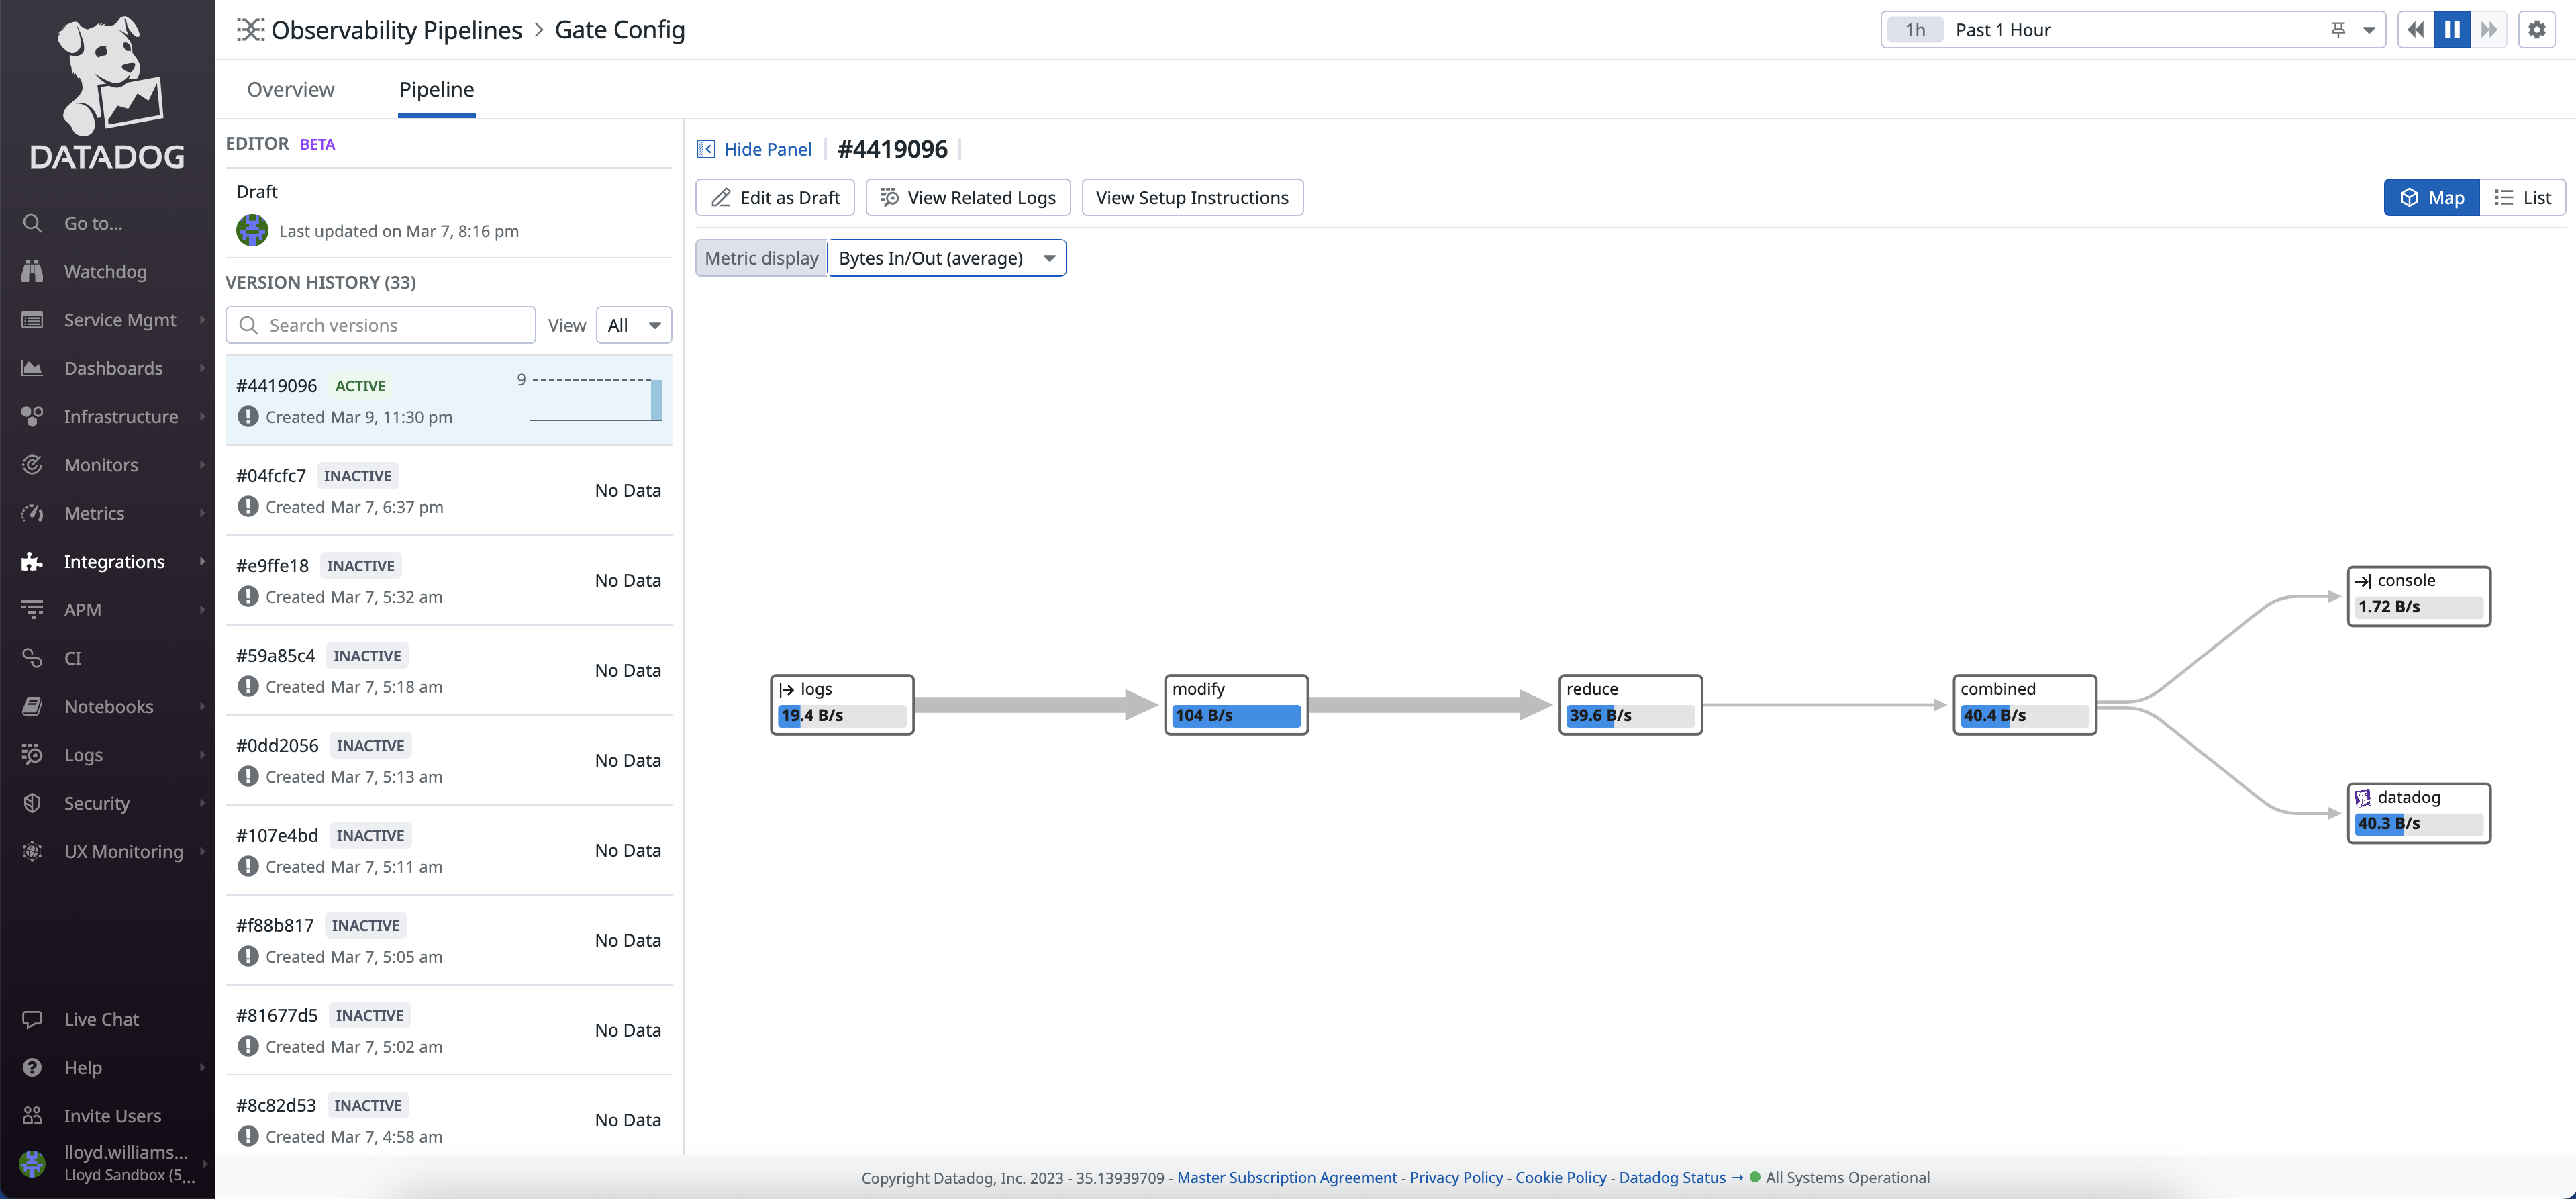 DATADOG
Go to...
Watchdog
Service Mgmt
Dashboards
Infrastructure
Monitors
Metrics
Integrations
APM
CI
Notebooks
Logs
Security
UX Monitoring
Live Chat
Help
Invite Users
lloyd.williams...
Lloyd Sandbox (5...
Observability Pipelines > Gate Config
1h Past 1 Hour
Overview Pipeline
EDITOR BETA
Draft
Last updated on Mar 7, 8:16 pm
VERSION HISTORY (33)
Search versions View All
#4419096 ACTIVE 9
Created Mar 9, 11:30 pm
#04fcfc7 INACTIVE
No Data
Created Mar 7, 6:37 pm
#e9ffe18 INACTIVE
No Data
Created Mar 7, 5:32 am
#59a85c4 INACTIVE
No Data
Created Mar 7, 5:18 am
#0dd2056 INACTIVE
No Data
Created Mar 7, 5:13 am
#107e4bd INACTIVE
No Data
Created Mar 7, 5:11 am
#f88b817 INACTIVE
No Data
Created Mar 7, 5:05 am
#81677d5 INACTIVE
No Data
Created Mar 7, 5:02 am
#8c82d53 INACTIVE
No Data
Created Mar 7, 4:58 am
Hide Panel #4419096
Edit as Draft View Related Logs View Setup Instructions Map List
Metric display Bytes In/Out (average)
logs
19.4 B/s
modify
104 B/s
reduce
39.6 B/s
combined
40.4 B/s
console
1.72 B/s
datadog
40.3 B/s
Copyright Datadog, Inc. 2023 - 35.13939709 - Master Subscription Agreement - Privacy Policy - Cookie Policy - Datadog Status → All Systems Operational